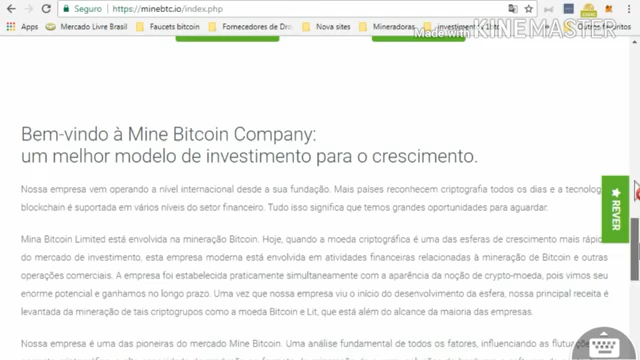 Seguro https://minebtc.io/index.php
Apps Mercado Livre Brasil Faucets bitcoin Fornecedores de Dro Nova sites Mineradoras Outros favoritos
Made with KINEMASTER
Bem-vindo à Mine Bitcoin Company:
um melhor modelo de investimento para o crescimento.
Nossa empresa vem operando a nível internacional desde a sua fundação. Mais países reconhecem criptografia todos os dias e a tecnologi
blockchain é suportada em vários níveis do setor financeiro. Tudo isso significa que temos grandes oportunidades para aguardar.
REVER
Mina Bitcoin Limited está envolvida na mineração Bitcoin. Hoje, quando a moeda criptográfica é uma das esferas de crescimento mais rápid
do mercado de investimento, esta empresa moderna está envolvida em atividades financeiras relacionadas à mineração de Bitcoin e outras
operações comerciais. A empresa foi estabelecida praticamente simultaneamente com a aparência da noção de crypto-moeda, pois vimos seu
enorme potencial e ganhamos no longo prazo. Uma vez que nossa empresa viu o início do desenvolvimento da esfera, nossa principal receita é
levantada da mineração de tais criptogrupos como a moeda Bitcoin e Lit, que está além do alcance da maioria das empresas.
Nossa empresa é uma das pioneiras do mercado Mine Bitcoin. Uma análise fundamental de todos os fatores, influenciando as flutu